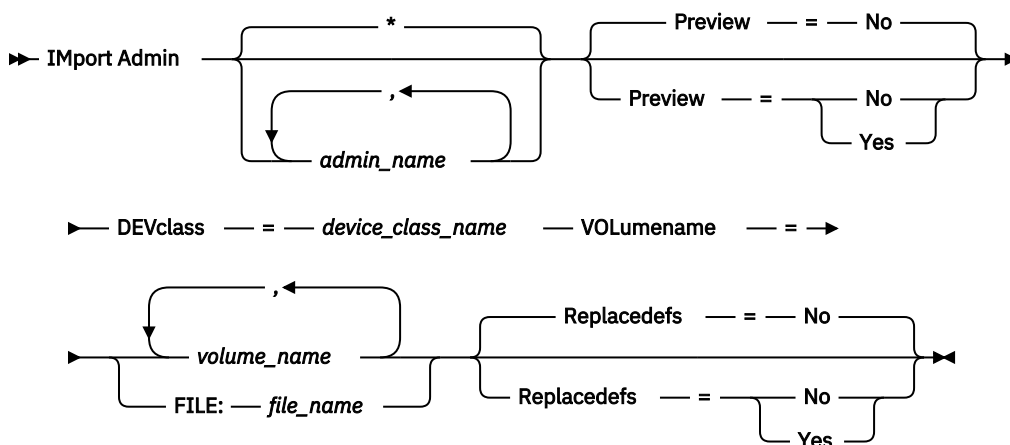 *
Preview = No
IMport Admin
,
Preview = No
admin_name
Yes
DEVclass = device_class_name VOLumename =
,
Replacedefs = No
volume_name
Replacedefs = No
FILE: file_name
Yes